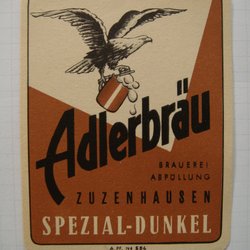 Adlerbräu
BRAUEREI
ABFÜLLUNG
ZUZENHAUSEN
SPEZIAL-DUNKEL